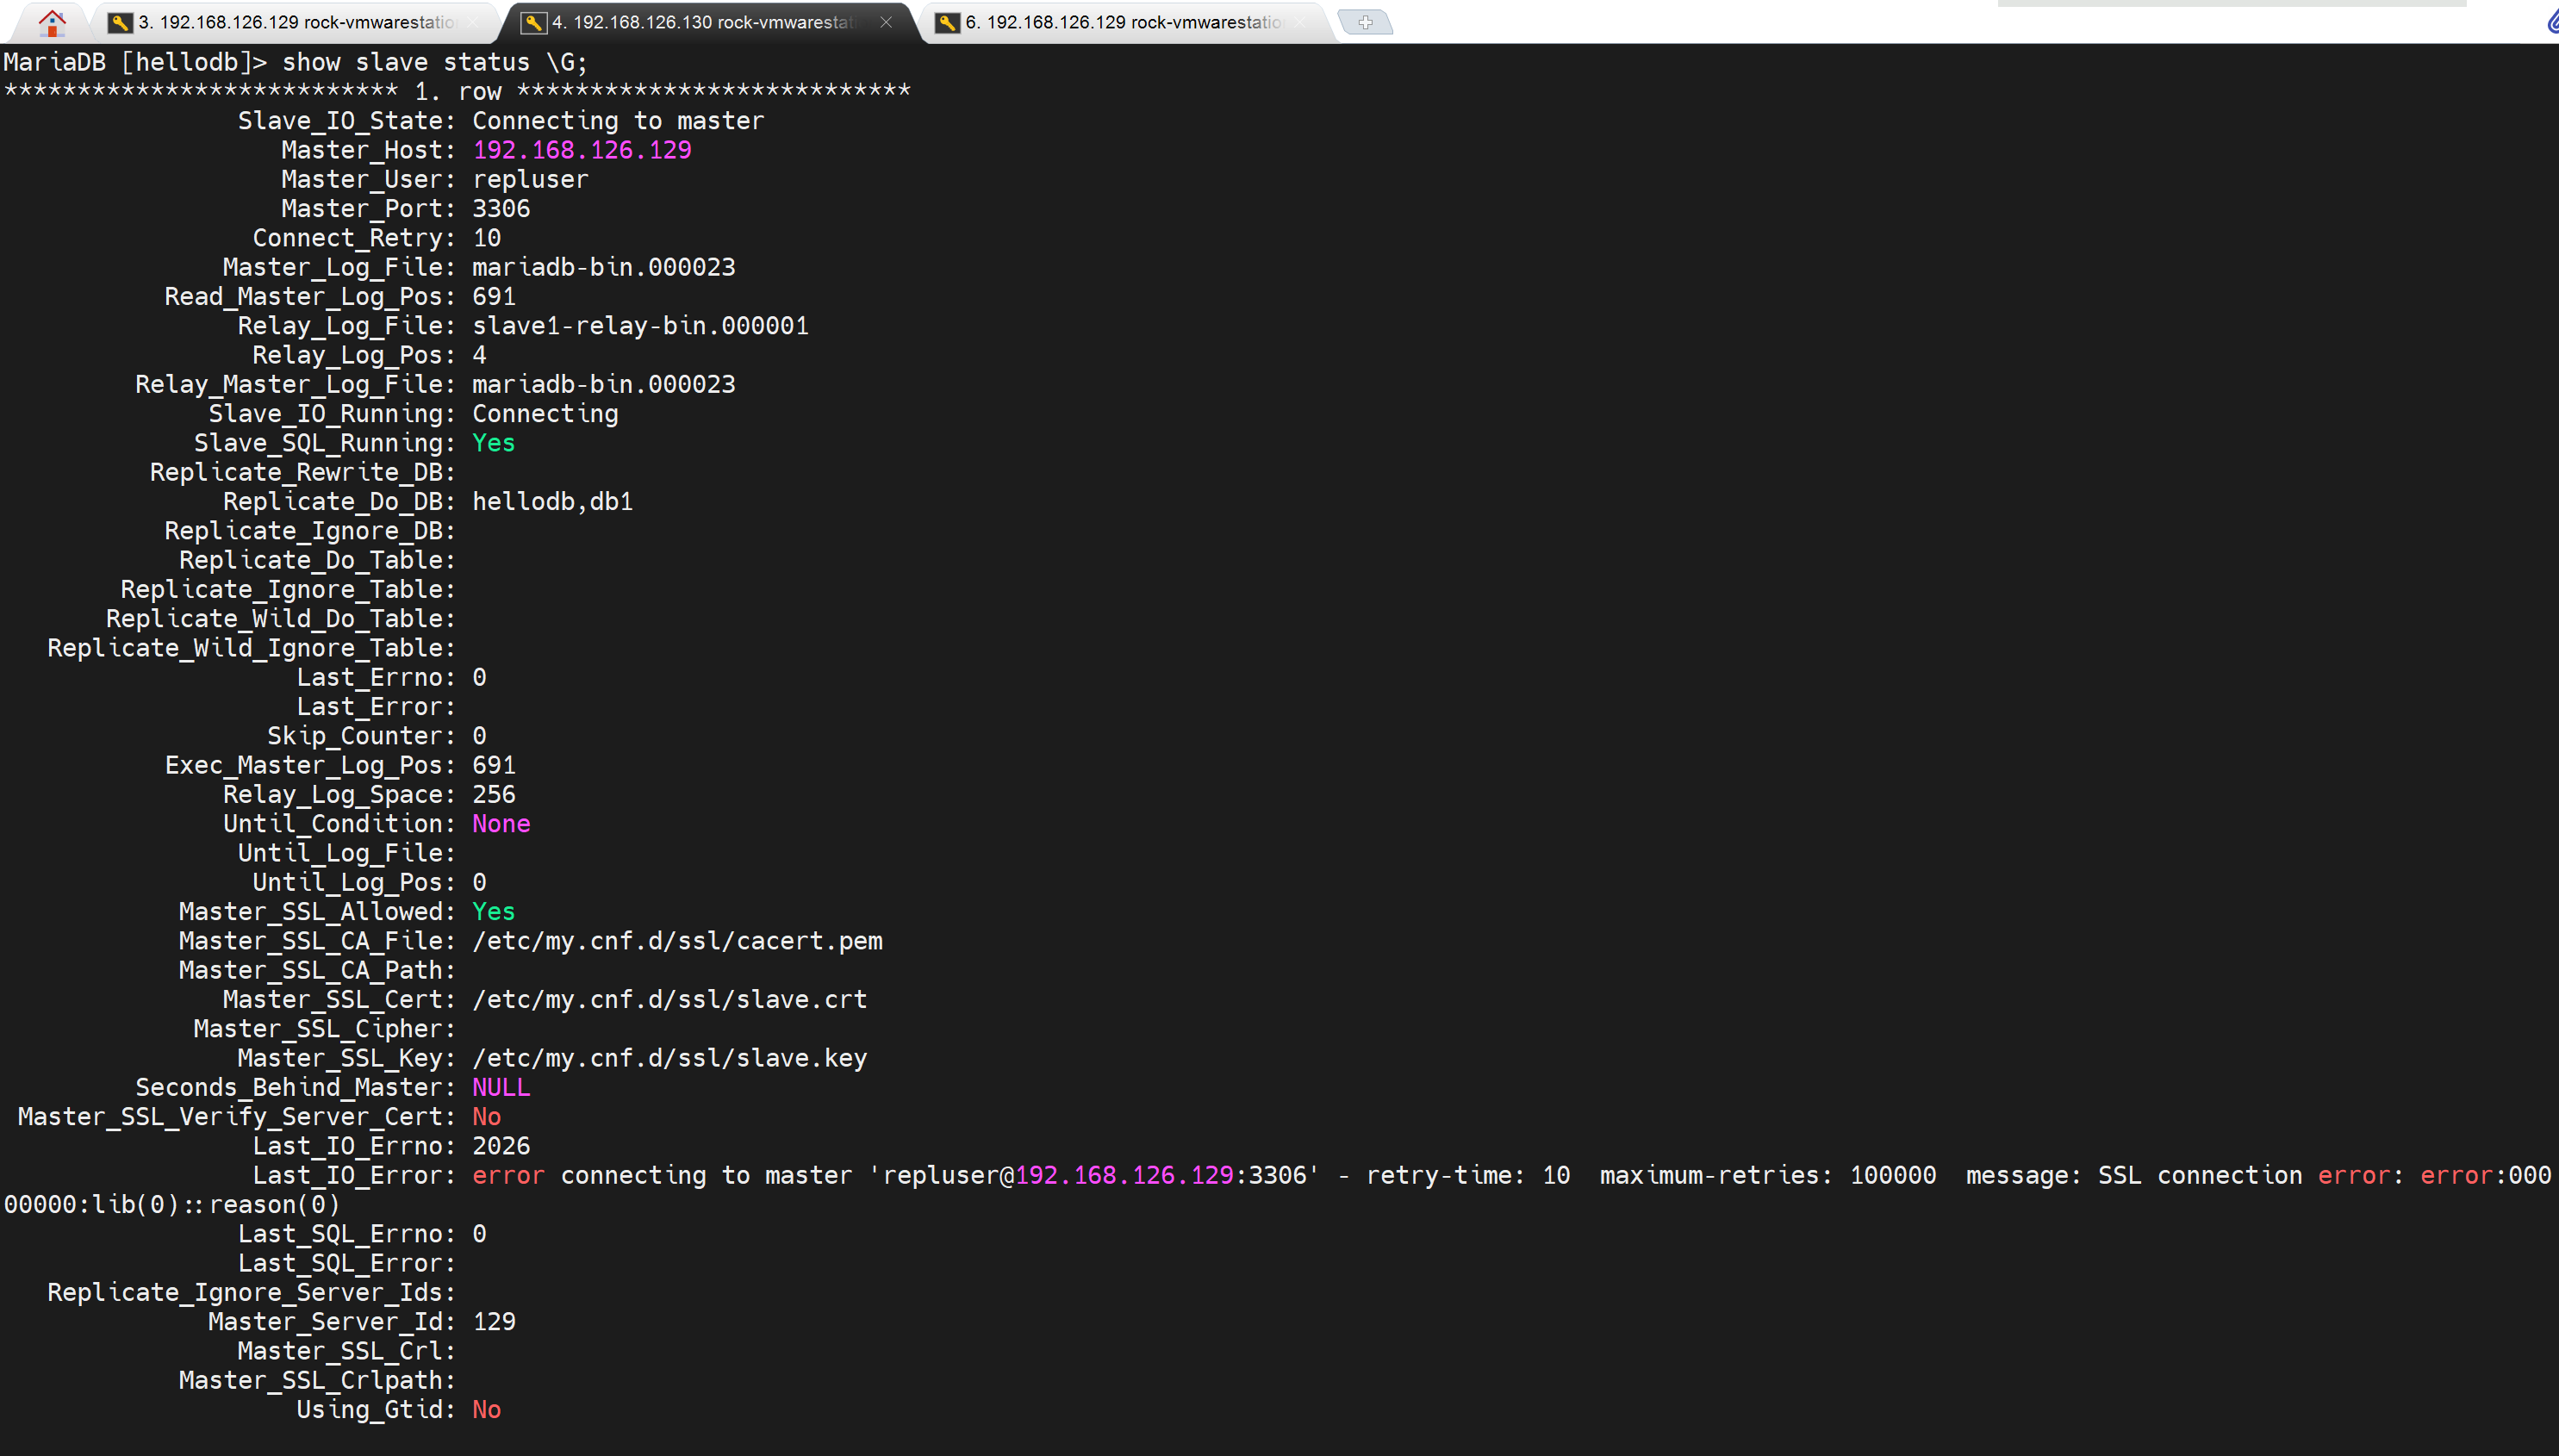 3. 192.168.126.129 rock-vmwarestatio
4. 192.168.126.130 rock-vmwarestati
6. 192.168.126.129 rock-vmwarestatio
MariaDB [hellodb]> show slave status \G;
*************************** 1. row ***************************
Slave_IO_State: Connecting to master
Master_Host: 192.168.126.129
Master_User: repluser
Master_Port: 3306
Connect_Retry: 10
Master_Log_File: mariadb-bin.000023
Read_Master_Log_Pos: 691
Relay_Log_File: slave1-relay-bin.000001
Relay_Log_Pos: 4
Relay_Master_Log_File: mariadb-bin.000023
Slave_IO_Running: Connecting
Slave_SQL_Running: Yes
Replicate_Rewrite_DB:
Replicate_Do_DB: hellodb,db1
Replicate_Ignore_DB:
Replicate_Do_Table:
Replicate_Ignore_Table:
Replicate_Wild_Do_Table:
Replicate_Wild_Ignore_Table:
Last_Errno: 0
Last_Error:
Skip_Counter: 0
Exec_Master_Log_Pos: 691
Relay_Log_Space: 256
Until_Condition: None
Until_Log_File:
Until_Log_Pos: 0
Master_SSL_Allowed: Yes
Master_SSL_CA_File: /etc/my.cnf.d/ssl/cacert.pem
Master_SSL_CA_Path:
Master_SSL_Cert: /etc/my.cnf.d/ssl/slave.crt
Master_SSL_Cipher:
Master_SSL_Key: /etc/my.cnf.d/ssl/slave.key
Seconds_Behind_Master: NULL
Master_SSL_Verify_Server_Cert: No
Last_IO_Errno: 2026
Last_IO_Error: error connecting to master 'repluser@192.168.126.129:3306' - retry-time: 10  maximum-retries: 100000  message: SSL connection error: error:000
00000:lib(0)::reason(0)
Last_SQL_Errno: 0
Last_SQL_Error:
Replicate_Ignore_Server_Ids:
Master_Server_Id: 129
Master_SSL_Crl:
Master_SSL_Crlpath:
Using_Gtid: No